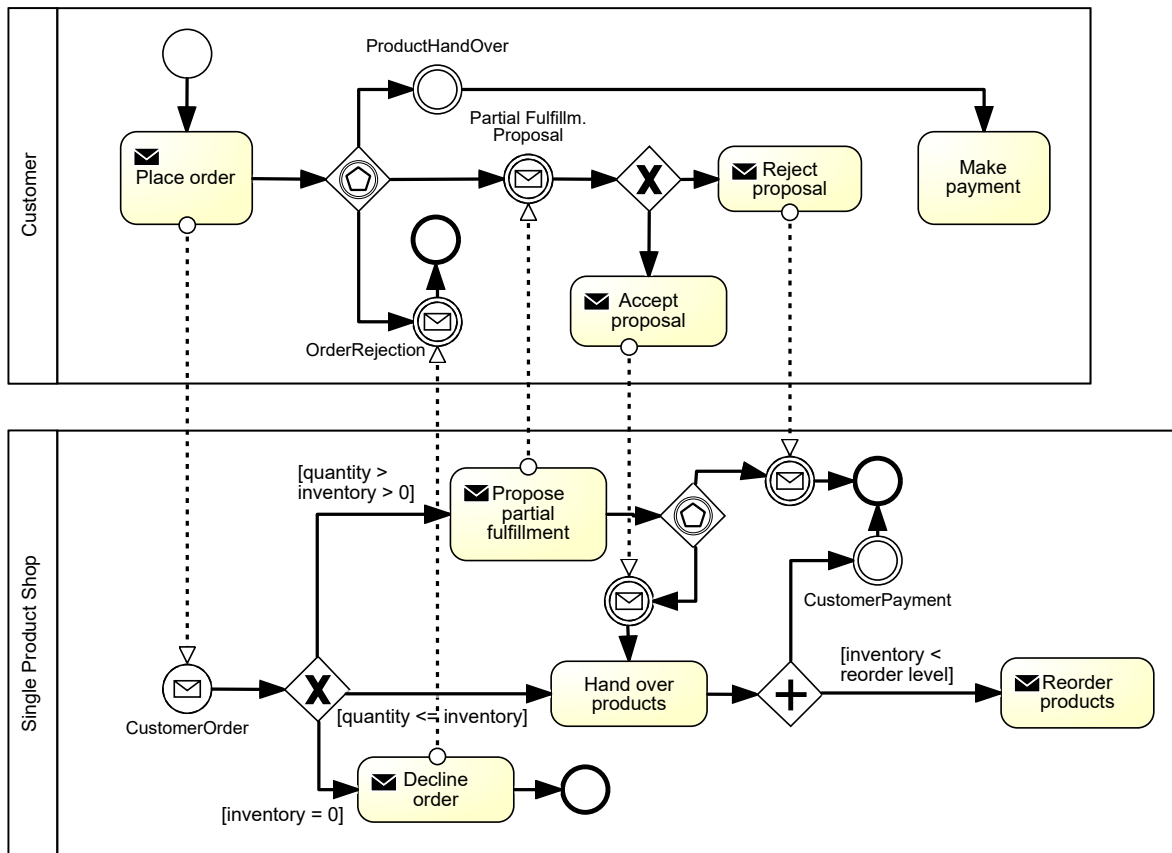 Customer
ProductHandOver
Partial Fulfillm.
Proposal
Place order
Reject
proposal
Make
payment
Accept
proposal
OrderRejection
Single Product Shop
[quantity >
inventory > 0]
Propose
partial
fulfillment
CustomerPayment
[inventory <
reorder level]
CustomerOrder
Hand over
products
Reorder
products
[quantity <= inventory]
Decline
order
[inventory = 0]